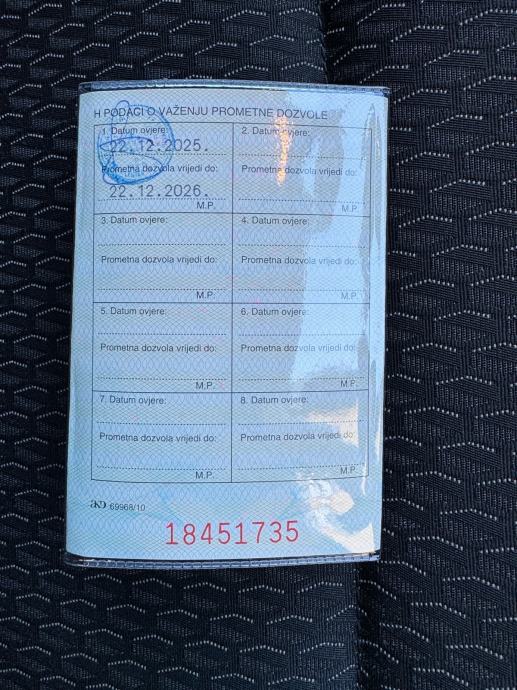 H PODACI O VAŽENJU PROMETNE DOZVOLE
1. Datum ovjere:
22.12.2025.
Prometna dozvola vrijedi do:
22.12.2026.
M.P.
2. Datum ovjere:
Prometna dozvola vrijedi do:
M.P.
3. Datum ovjere:
Prometna dozvola vrijedi do:
M.P.
4. Datum ovjere:
Prometna dozvola vrijedi do:
M.P.
5. Datum ovjere:
Prometna dozvola vrijedi do:
M.P.
6. Datum ovjere:
Prometna dozvola vrijedi do:
M.P.
7. Datum ovjere:
Prometna dozvola vrijedi do:
M.P.
8. Datum ovjere:
Prometna dozvola vrijedi do:
M.P.
AKD 69968/10
18451735